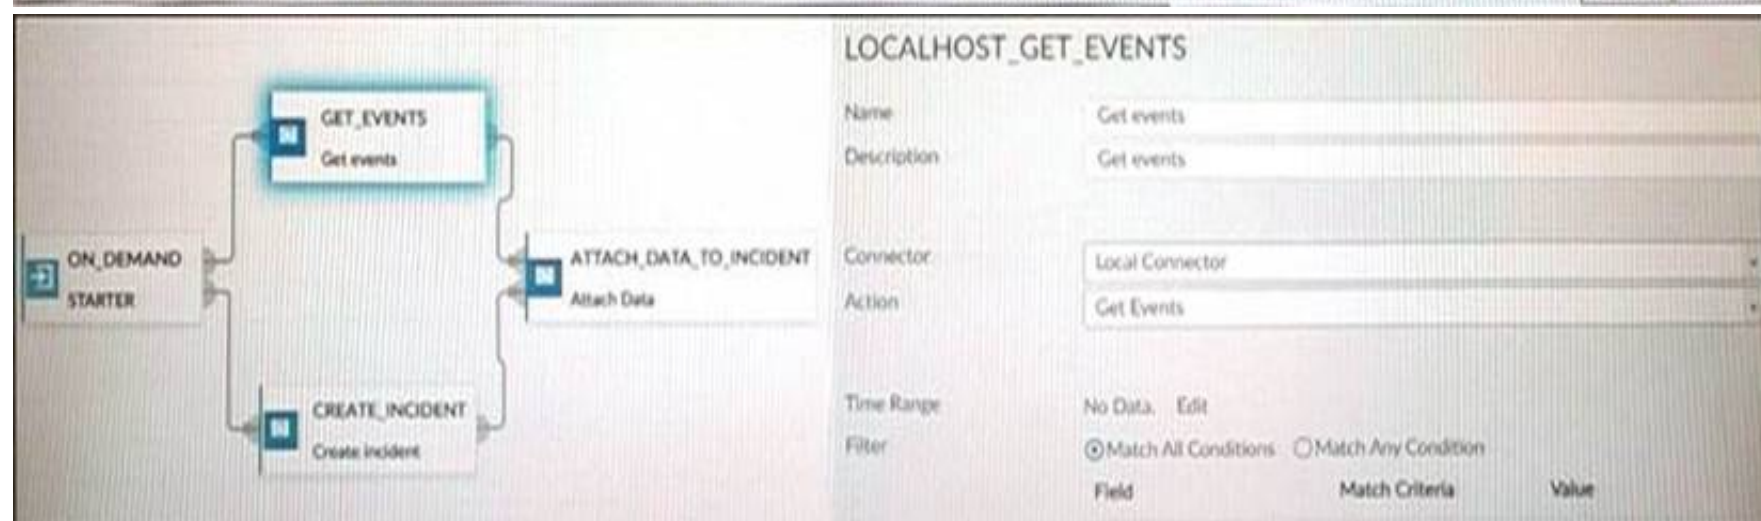 GET_EVENTS
Get events
ON_DEMAND
STARTER
ATTACH_DATA_TO_INCIDENT
Attach Data
CREATE_INCIDENT
Create incident
LOCALHOST_GET_EVENTS
Name Get events
Description Get events
Connector Local Connector
Action Get Events
Time Range No Data. Edit
Filter Match All Conditions Match Any Condition
Field Match Criteria Value